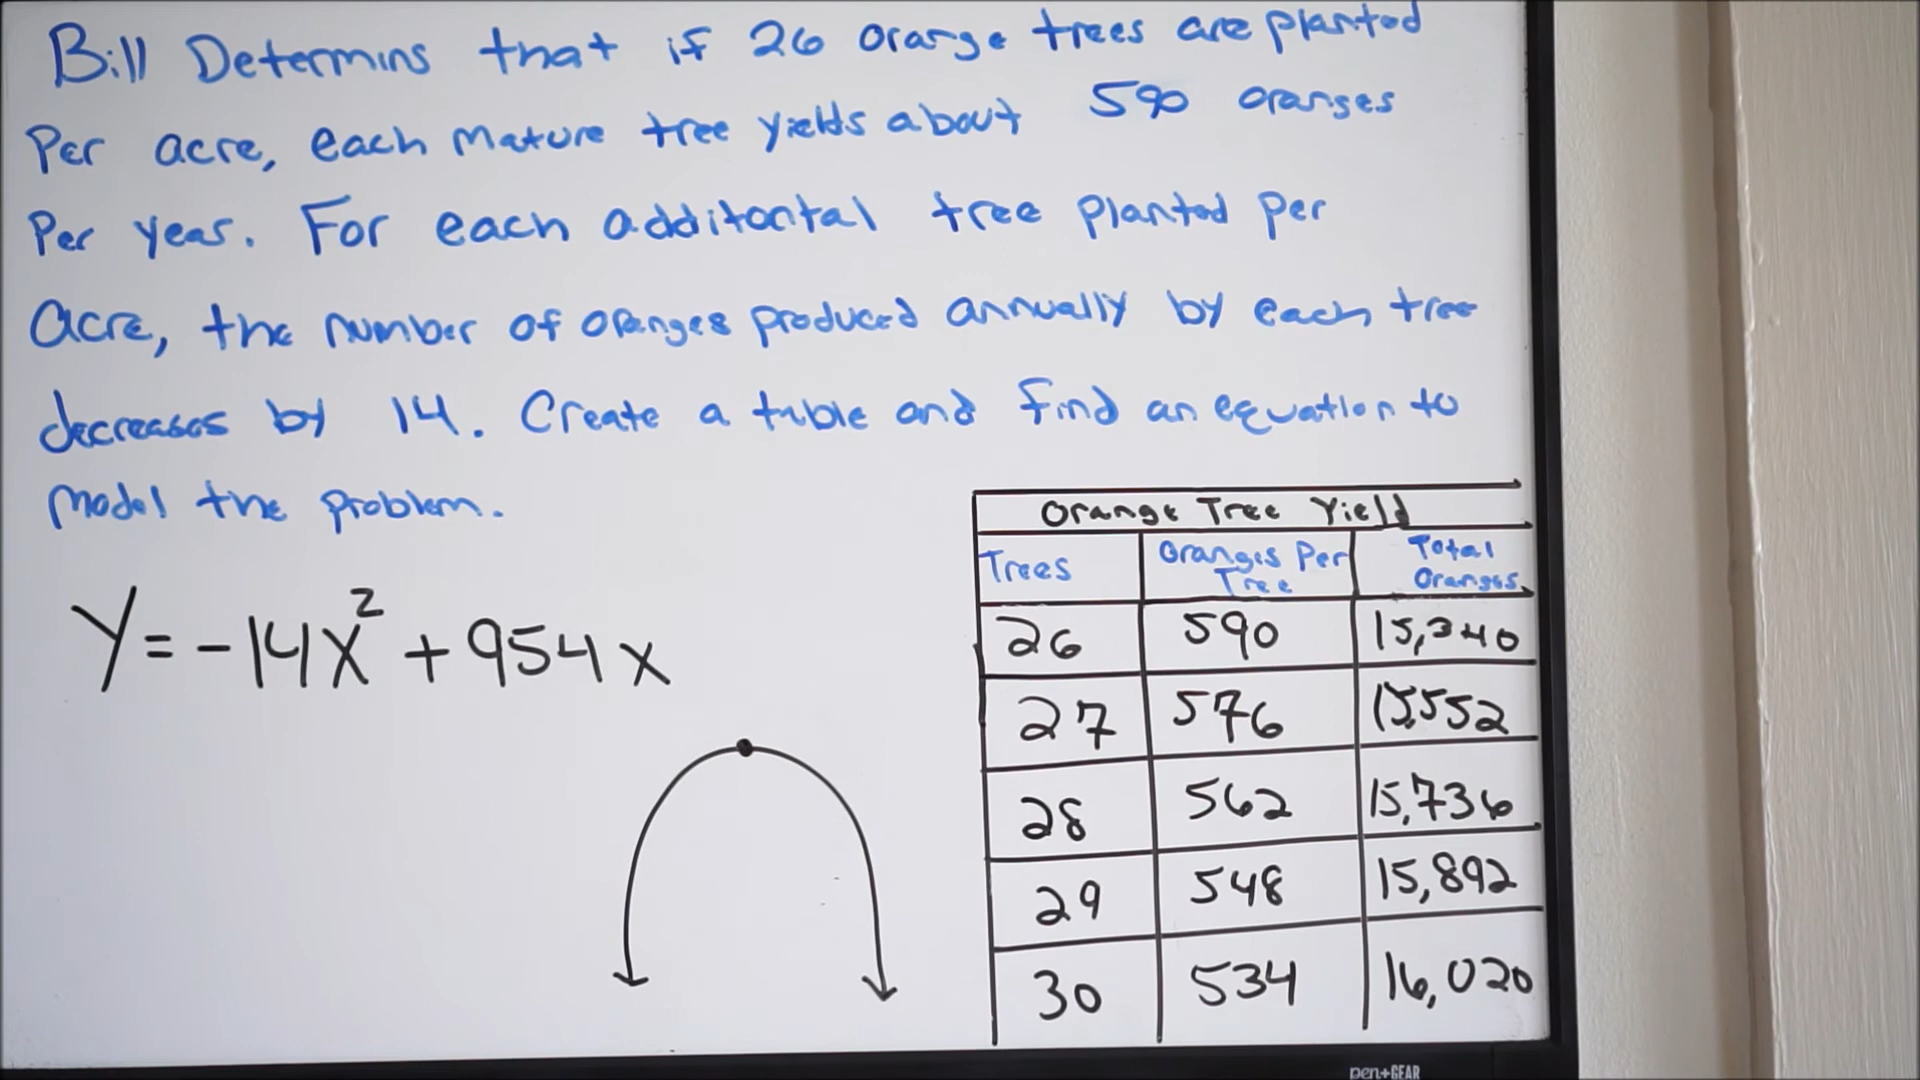 Bill Determins that if 26 orange trees are planted
Per acre, each mature tree yields about 590 oranges
Per year. For each additontal tree planted per
Acre, the number of oranges produced annually by each tree
decreases by 14. Create a table and find an equation to
model the problem.
Y = -14x² + 954x
Orange Tree Yield
Trees Oranges Per Tree Total Oranges
26 590 15,340
27 576 15,552
28 562 15,736
29 548 15,892
30 534 16,020
pen+GEAR